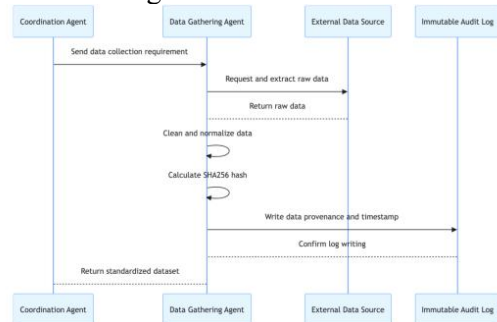 Coordination Agent Data Gathering Agent External Data Source Immutable Audit Log
Send data collection requirement
Request and extract raw data
Return raw data
Clean and normalize data
Calculate SHA256 hash
Write data provenance and timestamp
Confirm log writing
Return standardized dataset
Coordination Agent Data Gathering Agent External Data Source Immutable Audit Log